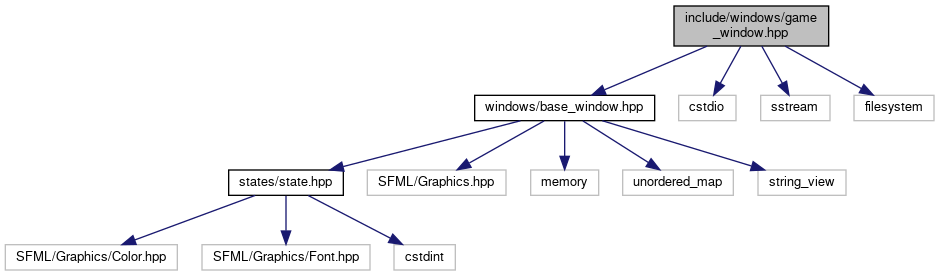 include/windows/game
_window.hpp
windows/base_window.hpp
cstdio
sstream
filesystem
states/state.hpp
SFML/Graphics.hpp
memory
unordered_map
string_view
SFML/Graphics/Color.hpp
SFML/Graphics/Font.hpp
cstdint